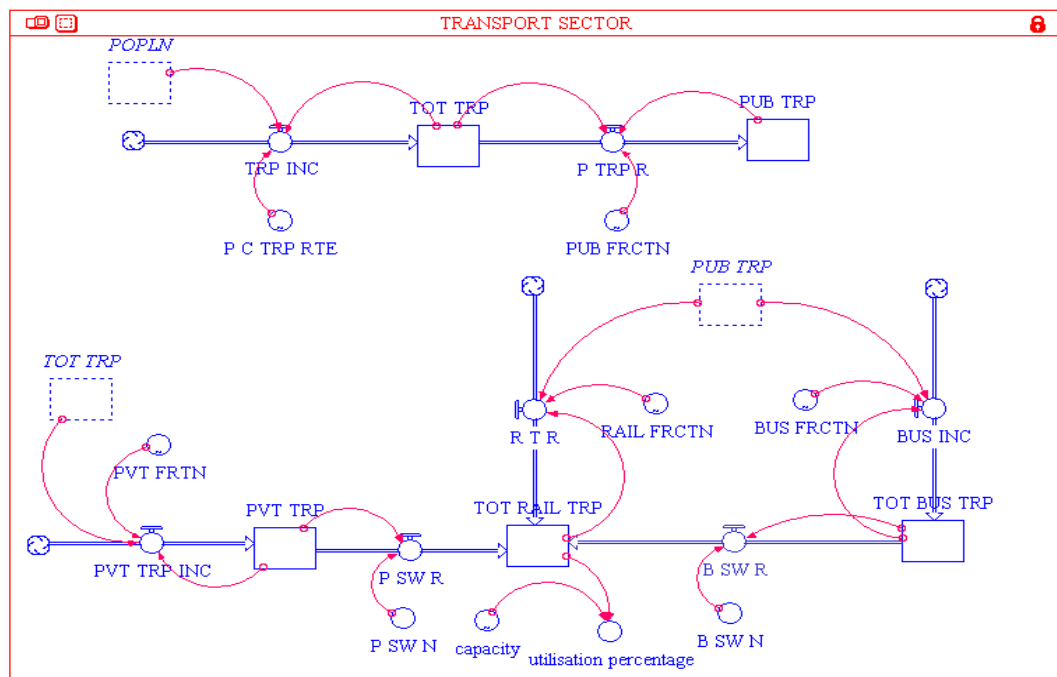 TRANSPORT SECTOR
POPLN
TOT TRP
PUB TRP
TRP INC
P TRP R
P C TRP RTE
PUB FRCTN
PUB TRP
TOT TRP
RAIL FRCTN
BUS FRCTN
R T R
BUS INC
PVT FRTN
PVT TRP
TOT RAIL TRP
TOT BUS TRP
PVT TRP INC
P SW R
B SW R
P SW N
capacity
utilisation percentage
B SW N